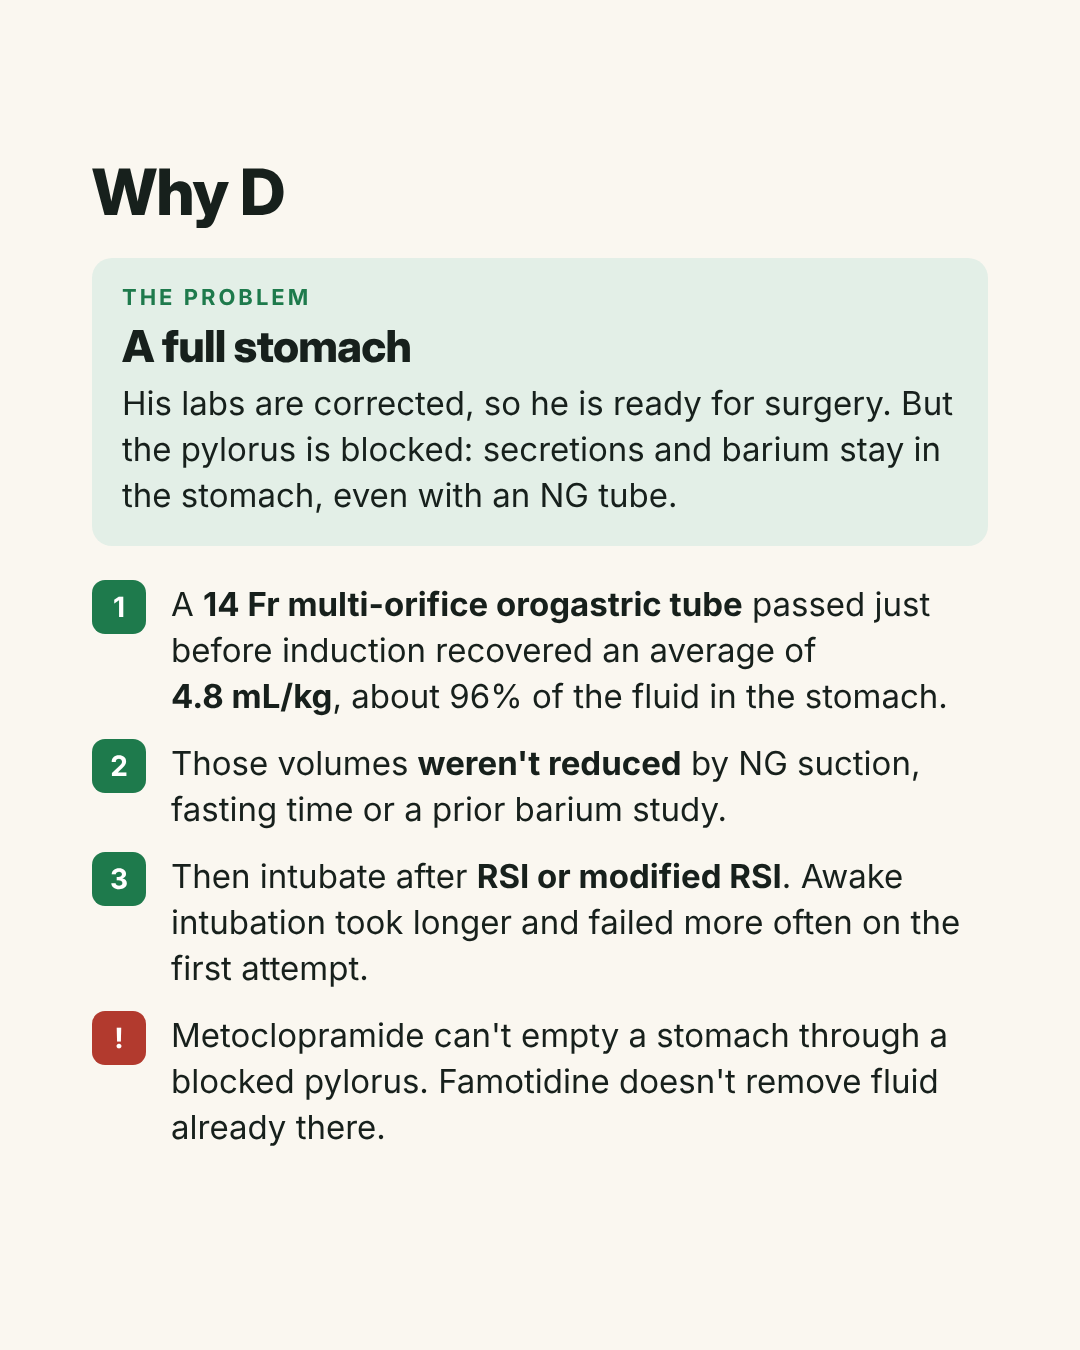 Why D
THE PROBLEM
A full stomach
His labs are corrected, so he is ready for surgery. But
the pylorus is blocked: secretions and barium stay in
the stomach, even with an NG tube.
1
A 14 Fr multi-orifice orogastric tube passed just
before induction recovered an average of
4.8 mL/kg, about 96% of the fluid in the stomach.
2
Those volumes weren't reduced by NG suction,
fasting time or a prior barium study.
3
Then intubate after RSI or modified RSI. Awake
intubation took longer and failed more often on the
first attempt.
!
Metoclopramide can't empty a stomach through a
blocked pylorus. Famotidine doesn't remove fluid
already there.